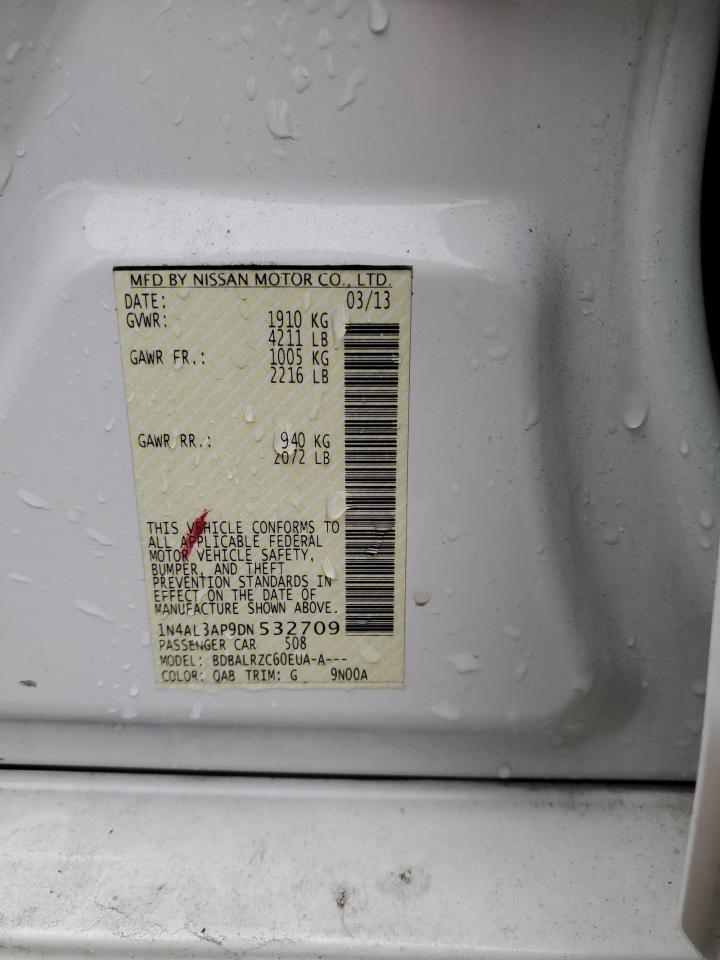 MFD BY NISSAN MOTOR CO., LTD.
DATE: 03/13
GVWR: 1910 KG
4211 LB
GAWR FR.: 1005 KG
2216 LB
GAWR RR.: 940 KG
2072 LB
THIS VEHICLE CONFORMS TO
ALL APPLICABLE FEDERAL
MOTOR VEHICLE SAFETY,
BUMPER, AND THEFT
PREVENTION STANDARDS IN
EFFECT ON THE DATE OF
MANUFACTURE SHOWN ABOVE.
1N4AL3AP9DN 532709
PASSENGER CAR 508
MODEL: BDBALRZC60EUA-A---
COLOR: QAB TRIM: G 9N00A